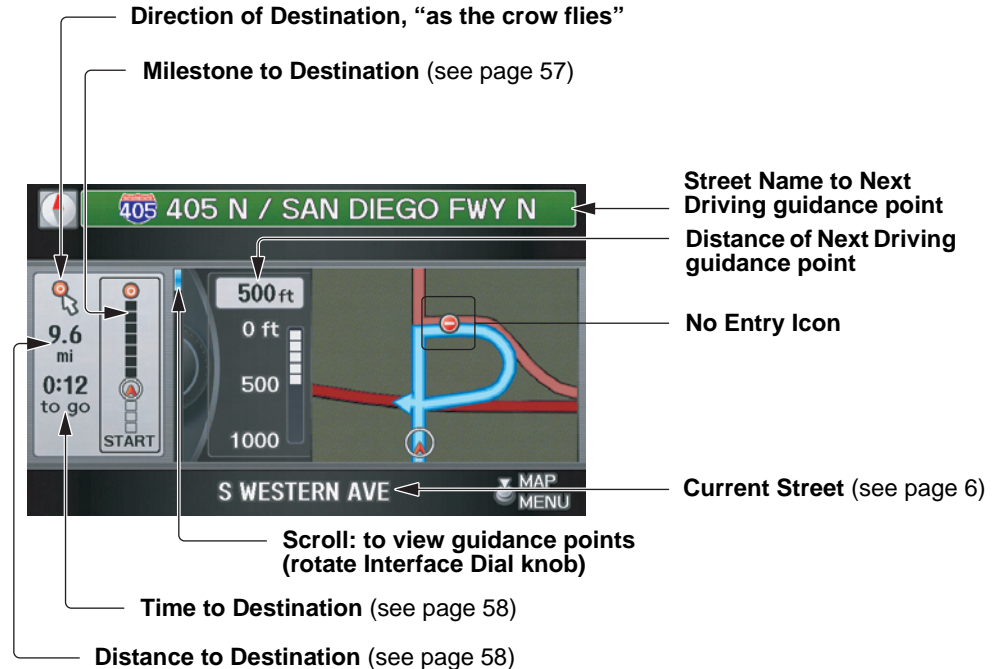 Direction of Destination, “as the crow flies”
Milestone to Destination (see page 57)
Street Name to Next
Driving guidance point
Distance of Next Driving
guidance point
No Entry Icon
INTERSTATE
405
405 N / SAN DIEGO FWY N
9.6
mi
0:12
to go
START
500 ft
0 ft
500
1000
S WESTERN AVE
MAP
MENU
Current Street (see page 6)
Scroll: to view guidance points
(rotate Interface Dial knob)
Time to Destination (see page 58)
Distance to Destination (see page 58)